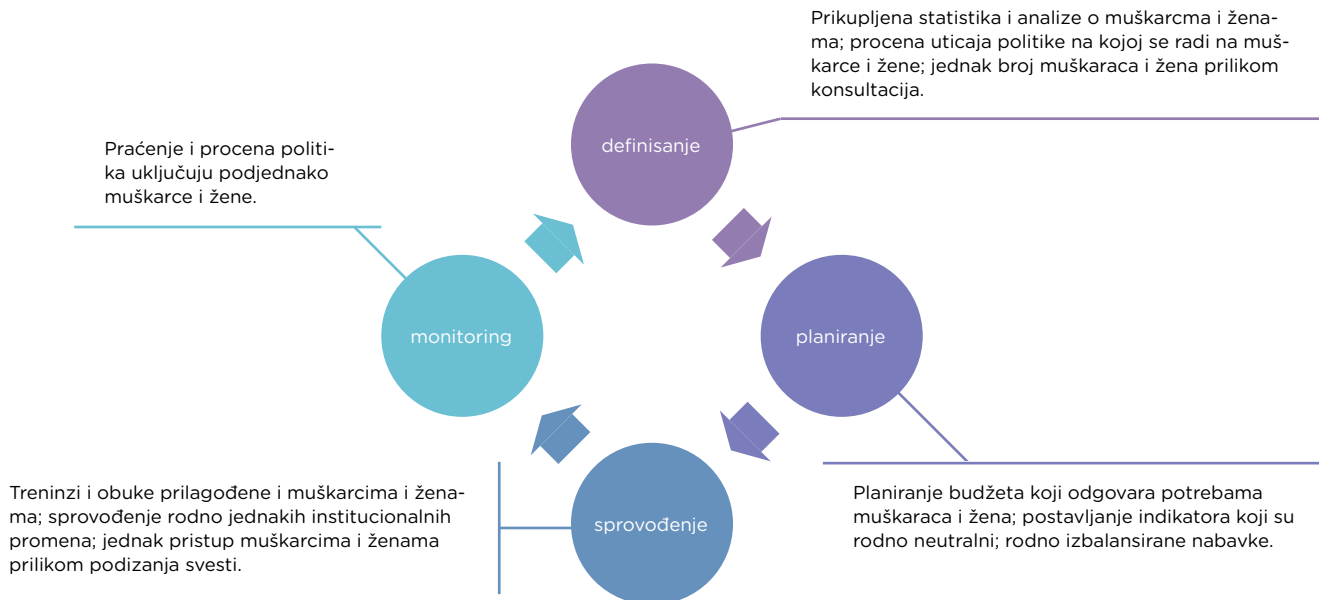 Prikupljena statistika i analize o muškarcma i žena-
ma; procena uticaja politike na kojoj se radi na muš-
karce i žene; jednak broj muškaraca i žena prilikom
konsultacija.
definisanje
Praćenje i procena politi-
ka uključuju podjednako
muškarce i žene.
monitoring
planiranje
Treninzi i obuke prilagođene i muškarcima i žena-
ma; sprovođenje rodno jednakih institucionalnih
promena; jednak pristup muškarcima i ženama
prilikom podizanja svesti.
sprovođenje
Planiranje budžeta koji odgovara potrebama
muškaraca i žena; postavljanje indikatora koji su
rodno neutralni; rodno izbalansirane nabavke.